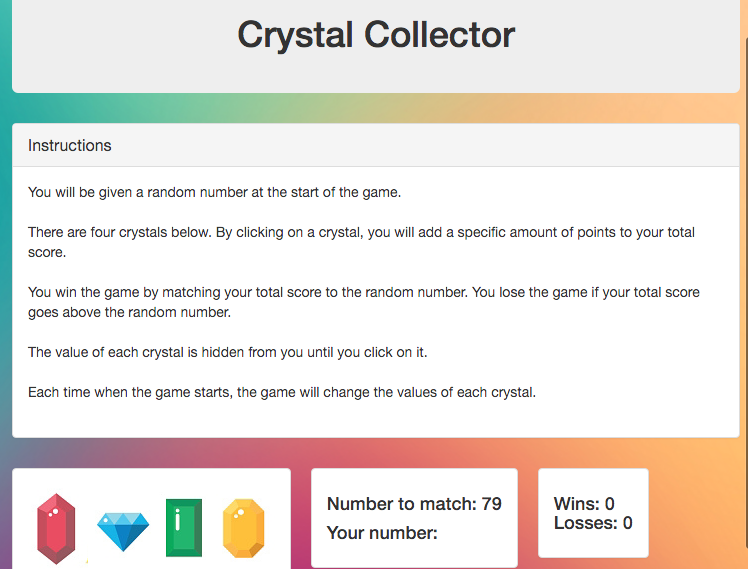 Crystal Collector
Instructions
You will be given a random number at the start of the game.
There are four crystals below. By clicking on a crystal, you will add a specific amount of points to your total
score.
You win the game by matching your total score to the random number. You lose the game if your total score
goes above the random number.
The value of each crystal is hidden from you until you click on it.
Each time when the game starts, the game will change the values of each crystal.
Number to match: 79
Your number:
Wins: 0
Losses: 0